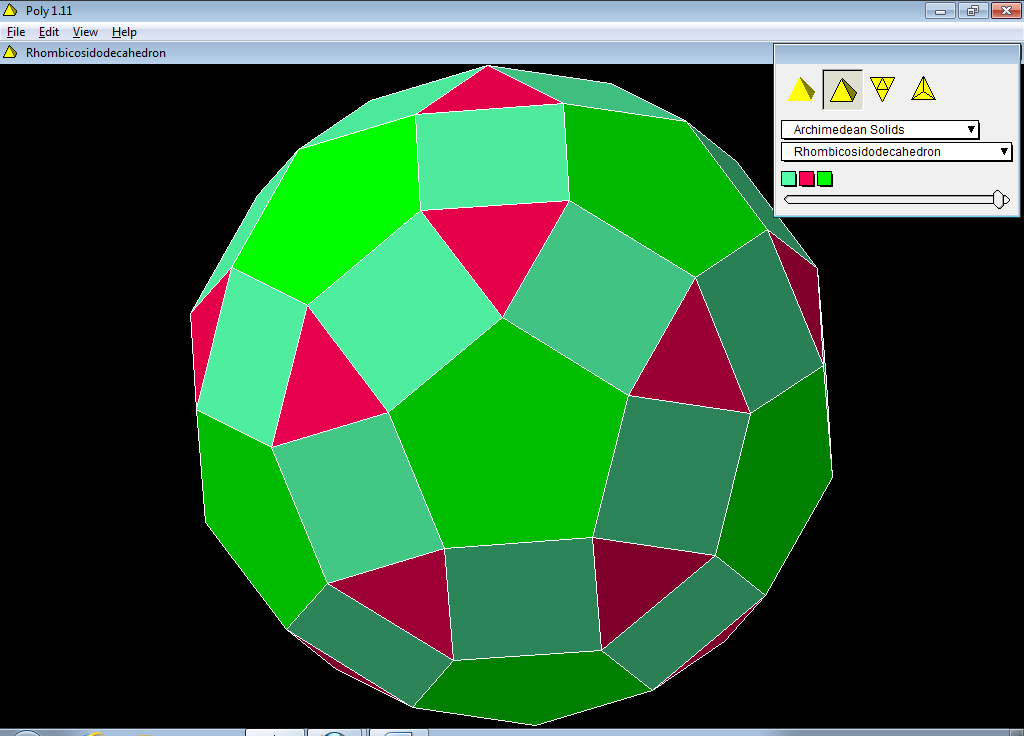 Poly 1.11
File Edit View Help
Rhombicosidodecahedron
Archimedean Solids
Rhombicosidodecahedron